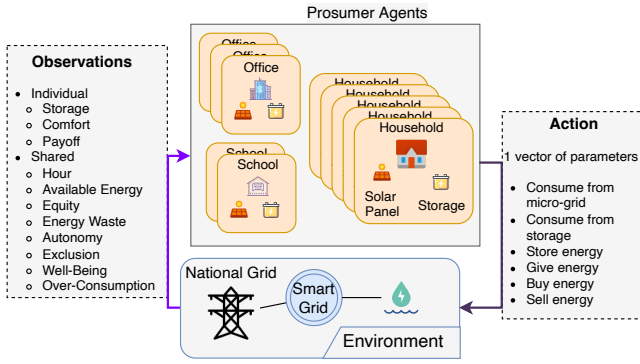 Prosumer Agents
Observations
Individual
Storage
Comfort
Payoff
Shared
Hour
Available Energy
Equity
Energy Waste
Autonomy
Exclusion
Well-Being
Over-Consumption
Office
Office
Office
School
School
Household
Household
Household
Household
Household
Solar
Panel
Storage
Action
1 vector of parameters
Consume from
micro-grid
Consume from
storage
Store energy
Give energy
Buy energy
Sell energy
National Grid
Smart
Grid
Environment